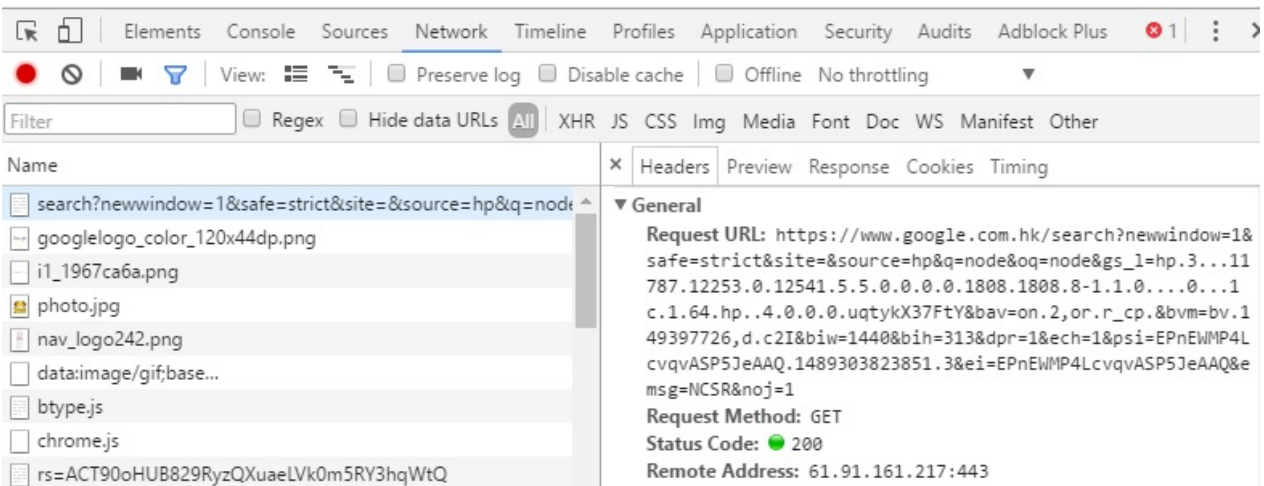 Elements Console Sources Network Timeline Profiles Application Security Audits Adblock Plus 1
View: Preserve log Disable cache Offline No throttling
Filter Regex Hide data URLs All XHR JS CSS Img Media Font Doc WS Manifest Other
Name
search?newwindow=1&safe=strict&site=&source=hp&q=node
googlelogo_color_120x44dp.png
i1_1967ca6a.png
photo.jpg
nav_logo242.png
data:image/gif;base...
btype.js
chrome.js
rs=ACT90oHUB829RyzQXuaeLVk0m5RY3hqWtQ
× Headers Preview Response Cookies Timing
General
Request URL: https://www.google.com.hk/search?newwindow=1&
safe=strict&site=&source=hp&q=node&oq=node&gs_l=hp.3...11
787.12253.0.12541.5.5.0.0.0.0.1808.1808.8-1.1.0....0...1
c.1.64.hp..4.0.0.0.uqtykX37FtY&bav=on.2,or.r_cp.&bvm=bv.1
49397726,d.c2I&biw=1440&bih=313&dpr=1&ech=1&psi=EPnEWMP4L
cvqvASP5JeAAQ.1489303823851.3&ei=EPnEWMP4LcvqvASP5JeAAQ&e
msg=NCSR&noj=1
Request Method: GET
Status Code: 200
Remote Address: 61.91.161.217:443